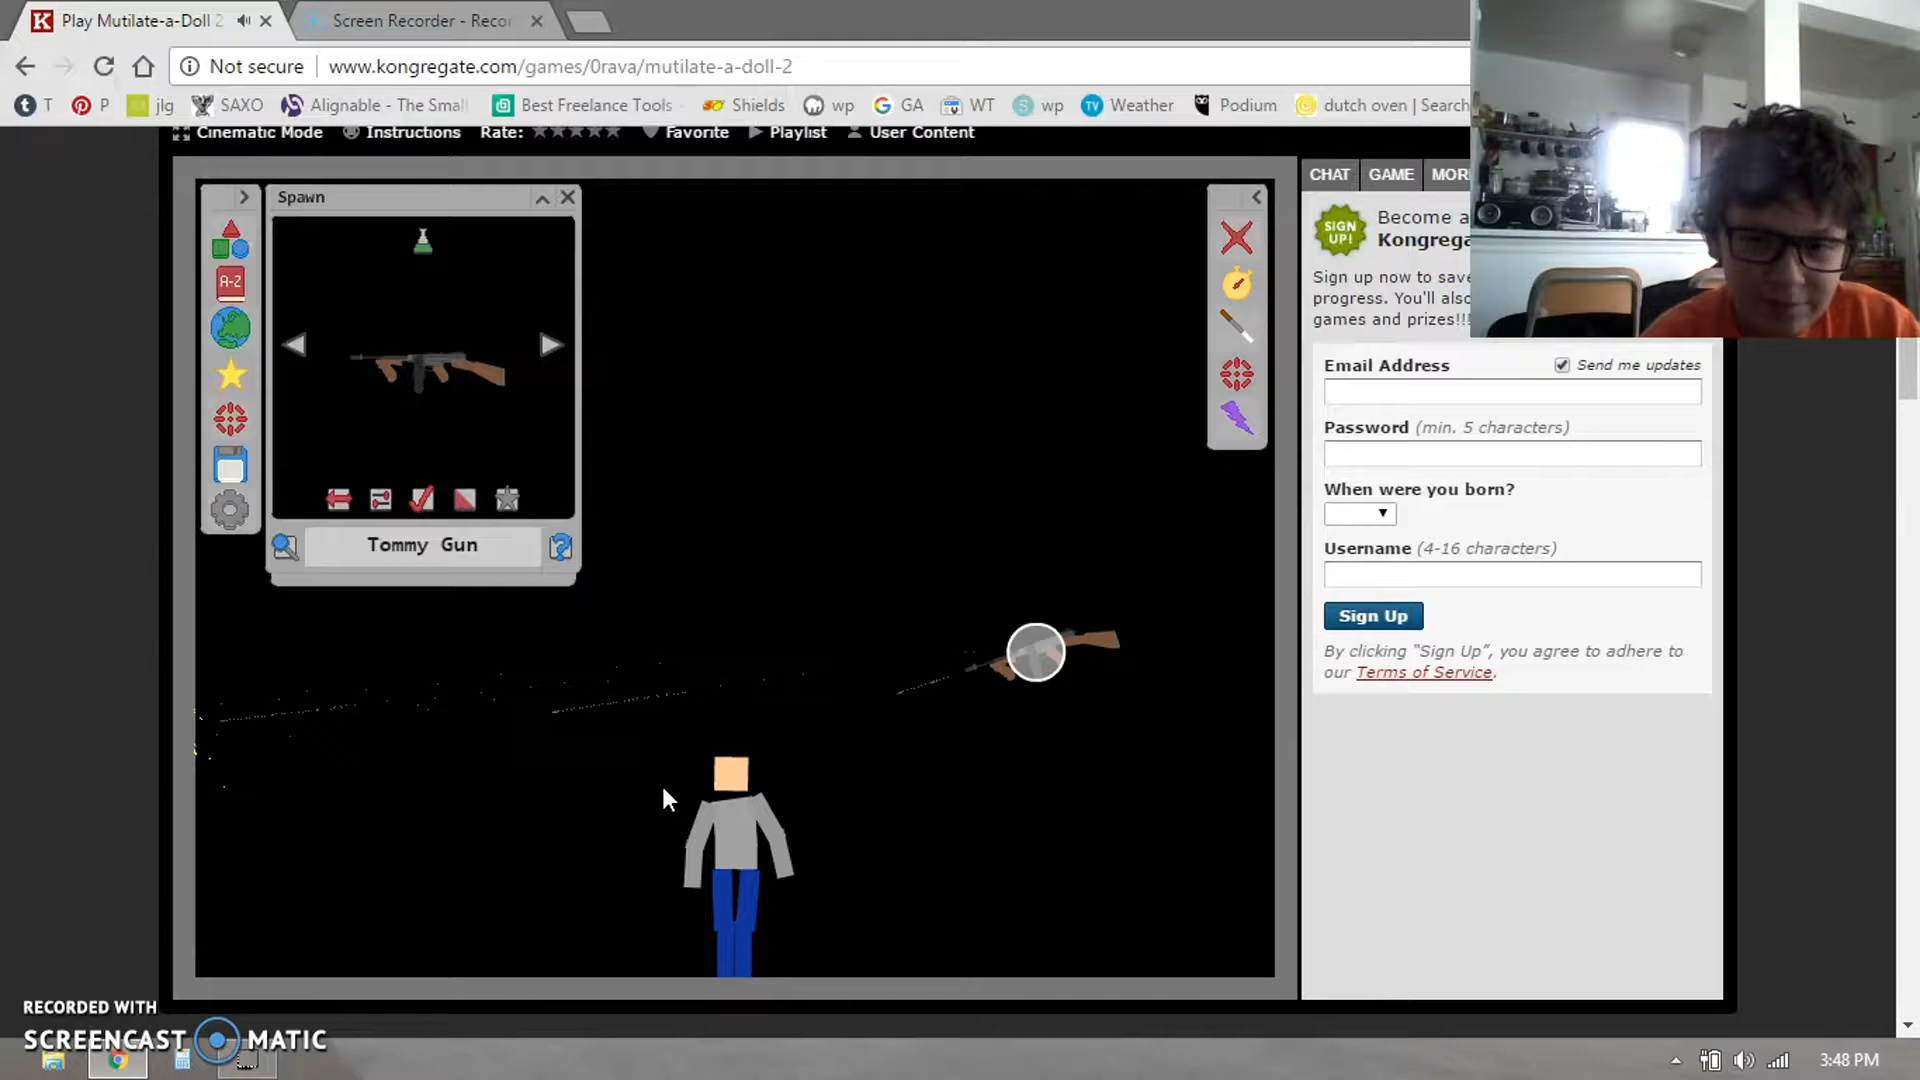 Play Mutilate-a-Doll 2
Screen Recorder - Recor
Not secure
www.kongregate.com/games/0rava/mutilate-a-doll-2
T
P
jlg
SAXO
Alignable - The Small
Best Freelance Tools
Shields
wp
GA
WT
wp
Weather
Podium
dutch oven | Search
Cinematic Mode
Instructions
Rate:
Favorite
Playlist
User Content
Spawn
A-Z
Tommy Gun
CHAT
GAME
MOR
SIGN UP!
Become a
Kongrega
Sign up now to save
progress. You'll also
games and prizes!!!
Email Address
Send me updates
Password (min. 5 characters)
When were you born?
Username (4-16 characters)
Sign Up
By clicking “Sign Up”, you agree to adhere to
our Terms of Service.
RECORDED WITH
SCREENCAST MATIC
3:48 PM